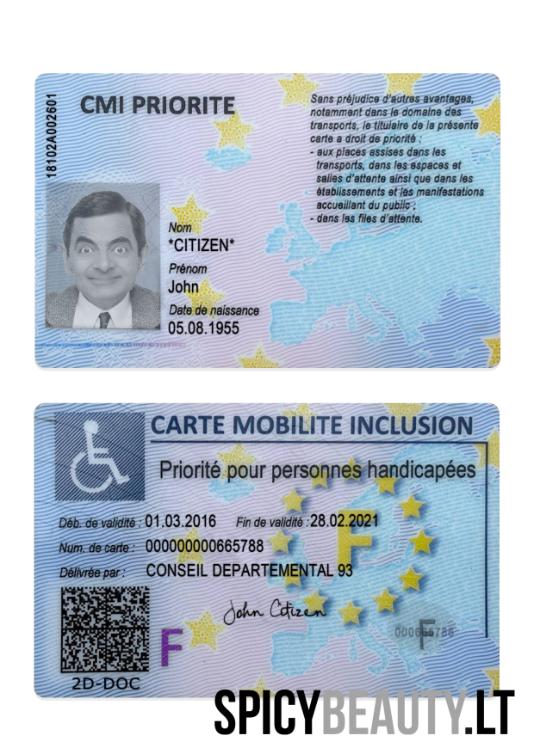 18102A002601
CMI PRIORITE
Sans préjudice d'autres avantages,
notamment dans le domaine des
transports, le titulaire de la présente
carte a droit de priorité :
- aux places assises dans les
transports, dans les espaces et
salles d'attente ainsi que dans les
établissements et les manifestations
accueillant du public ;
- dans les files d'attente.
Nom
*CITIZEN*
Prénom
John
Date de naissance
05.08.1955
CARTE MOBILITE INCLUSION
Priorité pour personnes handicapées
Déb. de validité : 01.03.2016 Fin de validité : 28.02.2021
Num. de carte : 000000000665788
Délivrée par : CONSEIL DEPARTEMENTAL 93
F
John Citizen
F
F
2D-DOC
SPICYBEAUTY.LT